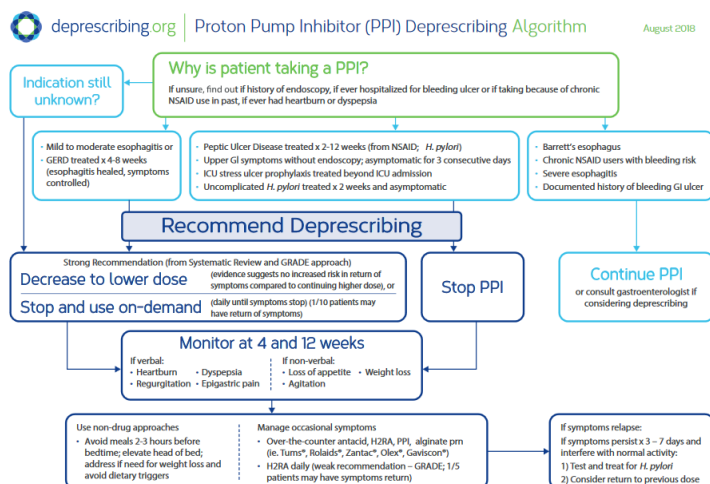 deprescribing.org | Proton Pump Inhibitor (PPI) Deprescribing Algorithm
August 2018
Why is patient taking a PPI?
If unsure, find out if history of endoscopy, if ever hospitalized for bleeding ulcer or if taking because of chronic
NSAID use in past, if ever had heartburn or dyspepsia
Indication still
unknown?
• Mild to moderate esophagitis or
• GERD treated x 4-8 weeks
(esophagitis healed, symptoms
controlled)
• Peptic Ulcer Disease treated x 2-12 weeks (from NSAID; H. pylori)
• Upper GI symptoms without endoscopy; asymptomatic for 3 consecutive days
• ICU stress ulcer prophylaxis treated beyond ICU admission
• Uncomplicated H. pylori treated x 2 weeks and asymptomatic
• Barrett's esophagus
• Chronic NSAID users with bleeding risk
• Severe esophagitis
• Documented history of bleeding GI ulcer
Recommend Deprescribing
Strong Recommendation (from Systematic Review and GRADE approach)
Decrease to lower dose
(evidence suggests no increased risk in return of
symptoms compared to continuing higher dose), or
Stop and use on-demand
(daily until symptoms stop) (1/10 patients may
have return of symptoms)
Stop PPI
Continue PPI
or consult gastroenterologist if
considering deprescribing
Monitor at 4 and 12 weeks
If verbal:
• Heartburn • Dyspepsia
• Regurgitation • Epigastric pain
If non-verbal:
• Loss of appetite • Weight loss
• Agitation
Use non-drug approaches
• Avoid meals 2-3 hours before
bedtime; elevate head of bed;
address if need for weight loss and
avoid dietary triggers
Manage occasional symptoms
• Over-the-counter antacid, H2RA, PPI, alginate prn
(ie. Tums®, Rolaids®, Zantac®, Olex®, Gaviscon®)
• H2RA daily (weak recommendation – GRADE; 1/5
patients may have symptoms return)
If symptoms relapse:
If symptoms persist x 3 – 7 days and
interfere with normal activity:
1) Test and treat for H. pylori
2) Consider return to previous dose